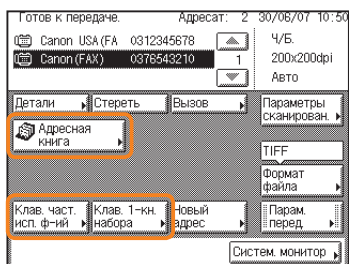 Готов к передаче. Адресат: 2 30/06/07 10:50
Canon USA(FA 0312345678 Ч/Б.
Canon(FAX) 0376543210 1 200x200dpi
Авто
Детали Стереть Вызов Параметры сканирован.
Адресная книга
TIFF
Формат файла
Клав. част. исп. ф-ий Клав. 1-кн. набора Новый адрес Парам. перед.
Систем. монитор